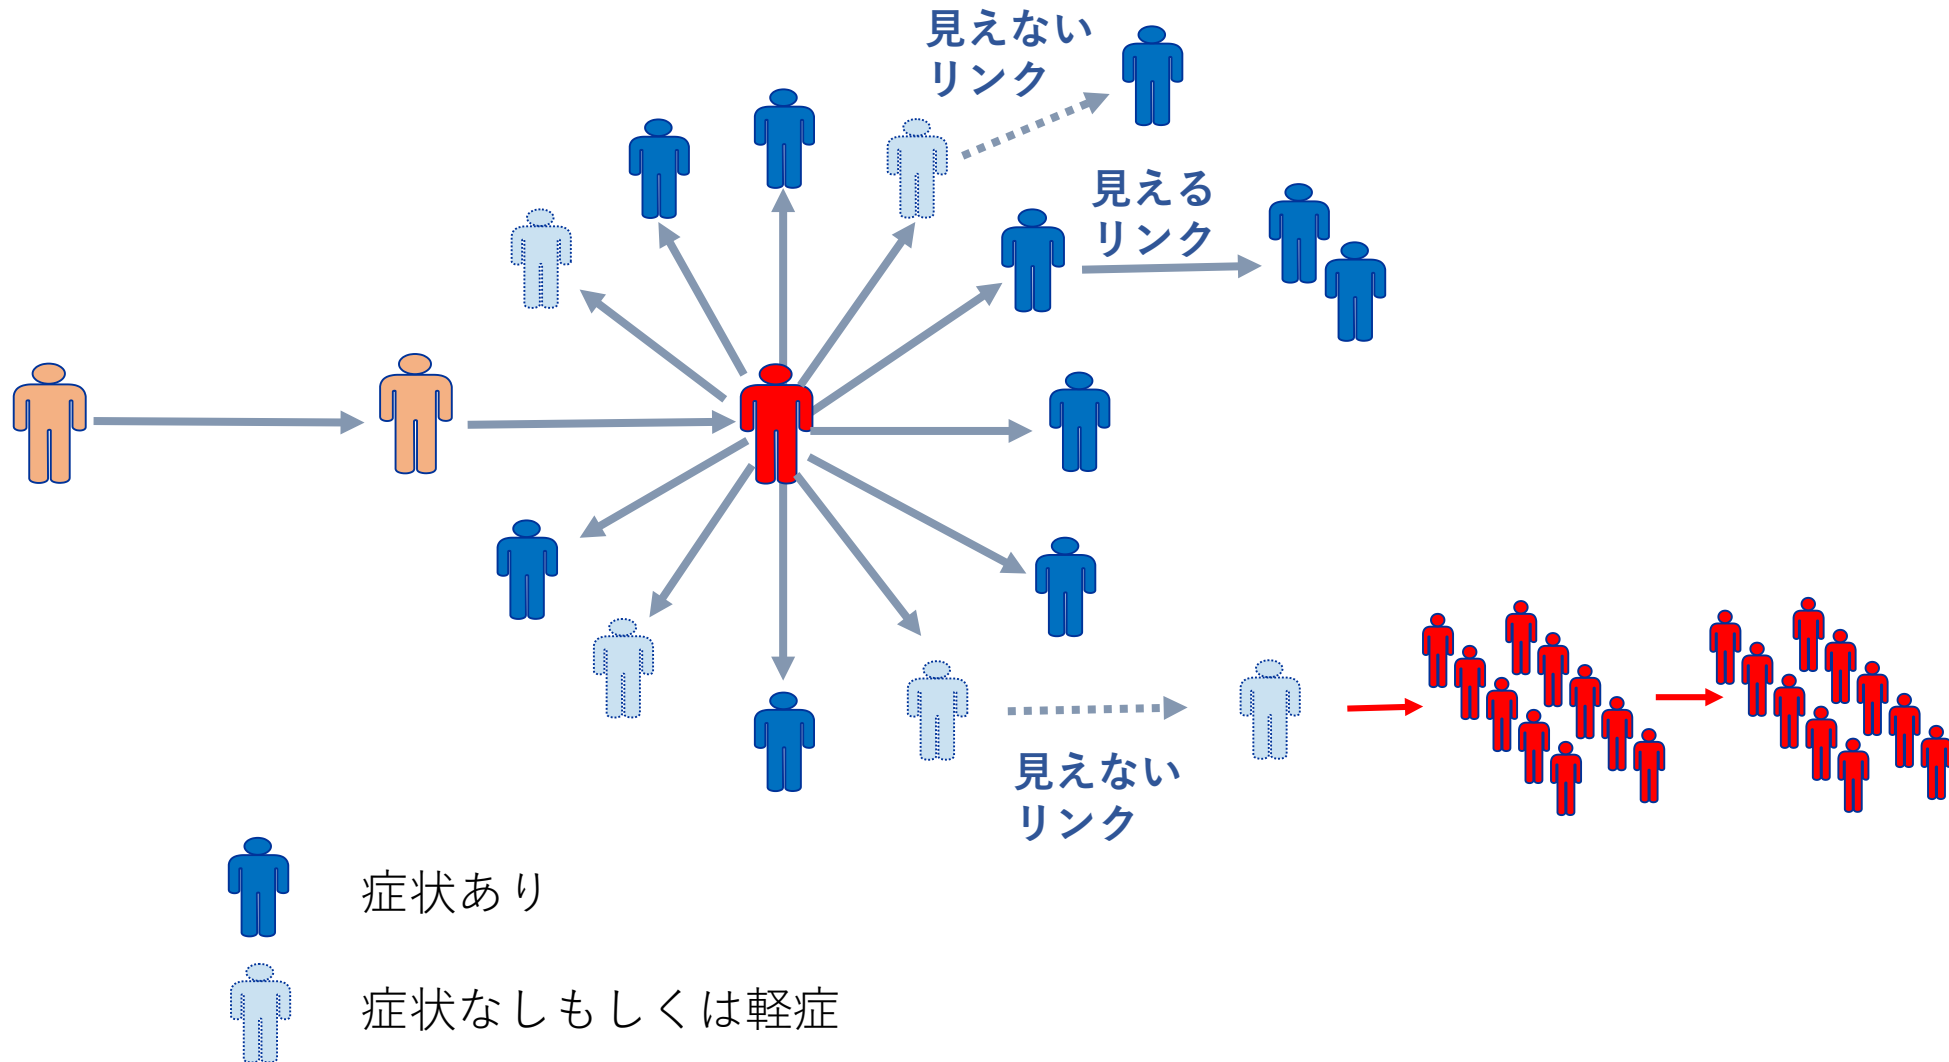 見えない
リンク
見える
リンク
見えない
リンク
症状あり
症状なしもしくは軽症